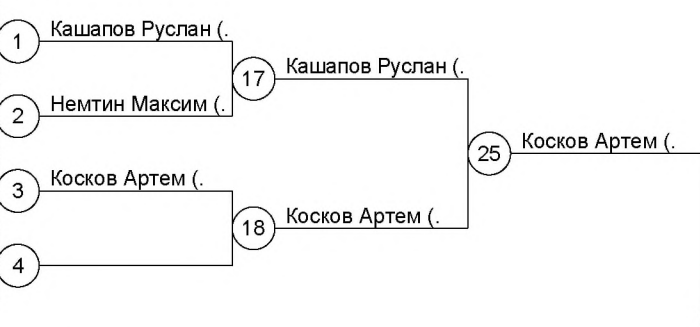 1 Кашапов Руслан (.
2 Немтин Максим (.
17 Кашапов Руслан (.
3 Косков Артем (.
4
18 Косков Артем (.
25 Косков Артем (.